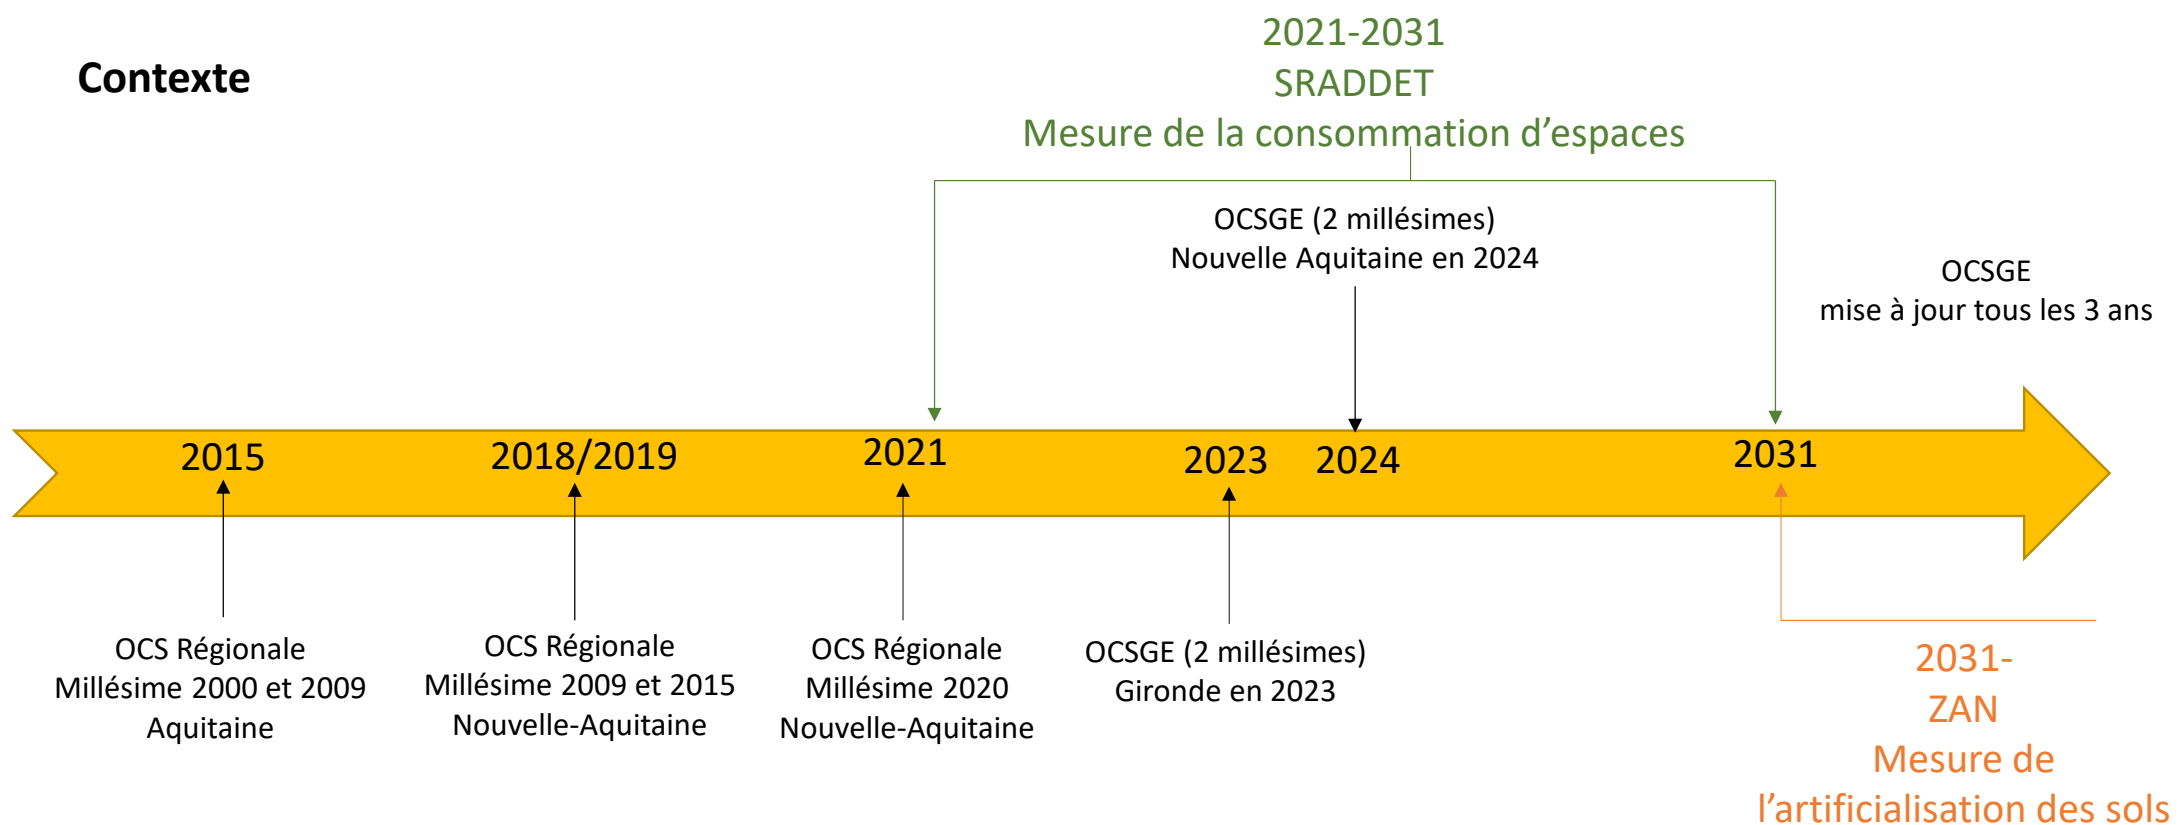 Contexte
2021-2031
SRADDET
Mesure de la consommation d’espaces
OCSGE (2 millésimes)
Nouvelle Aquitaine en 2024
OCSGE
mise à jour tous les 3 ans
2015
2018/2019
2021
2023
2024
2031
OCS Régionale
Millésime 2000 et 2009
Aquitaine
OCS Régionale
Millésime 2009 et 2015
Nouvelle-Aquitaine
OCS Régionale
Millésime 2020
Nouvelle-Aquitaine
OCSGE (2 millésimes)
Gironde en 2023
2031-
ZAN
Mesure de
l’artificialisation des sols